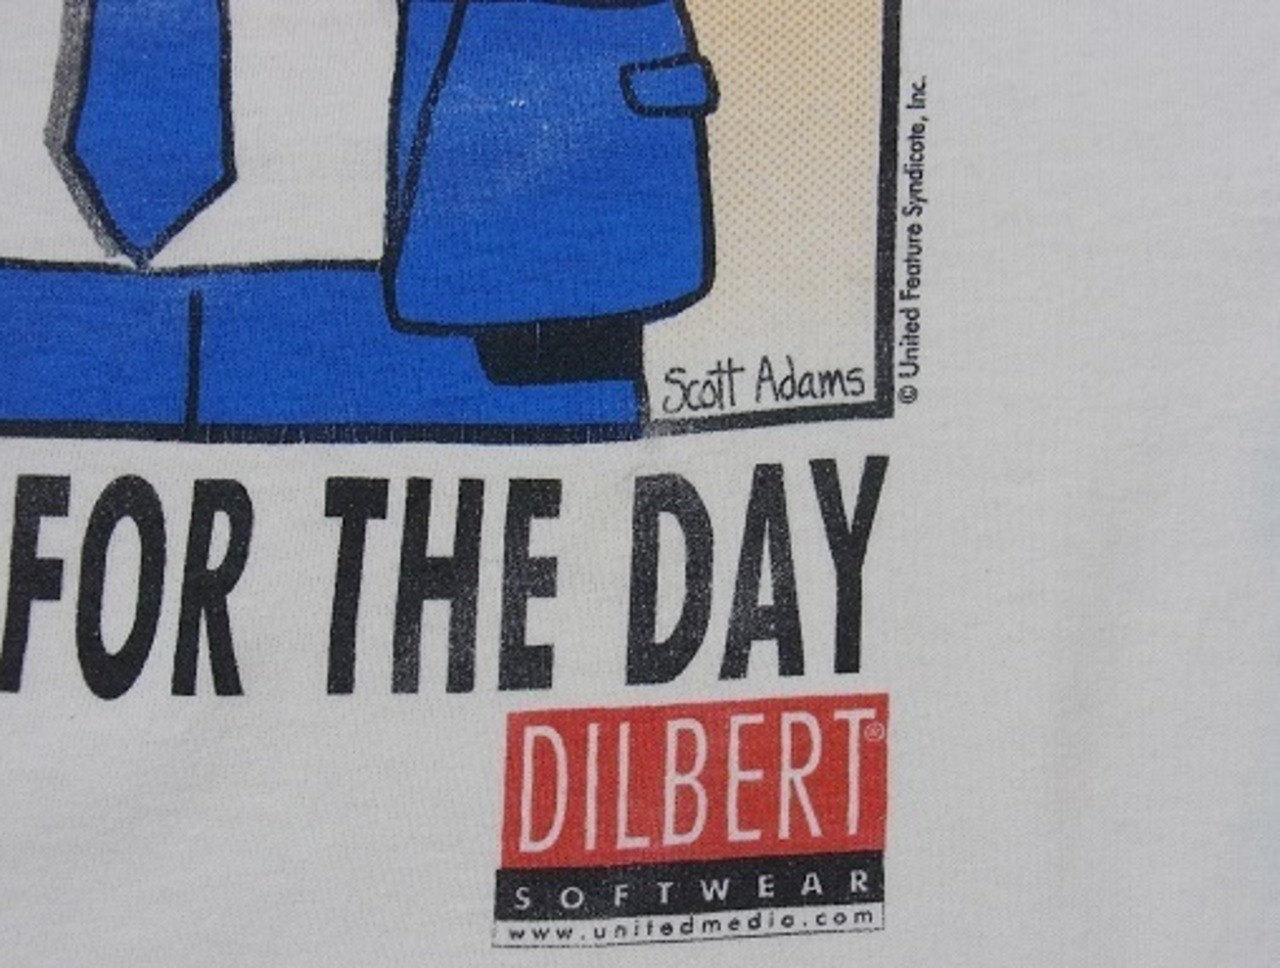 © United Feature Syndicate, Inc.
Scott Adams
FOR THE DAY
DILBERT®
SOFTWEAR
www.unitedmedia.com